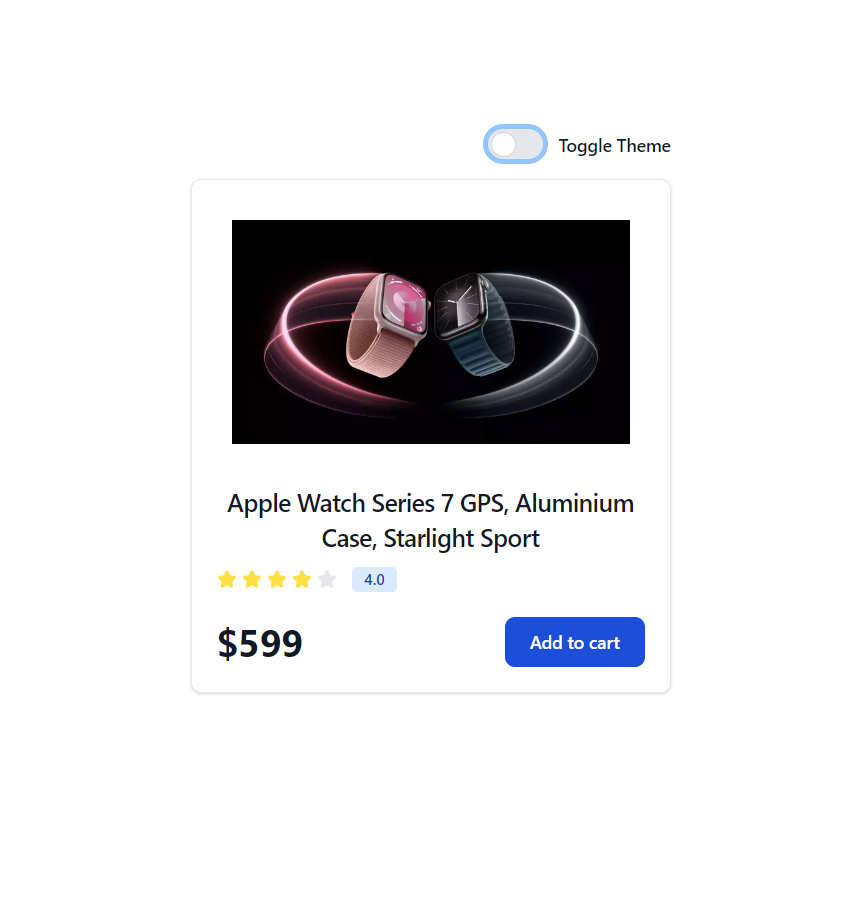 Toggle Theme
Apple Watch Series 7 GPS, Aluminium
Case, Starlight Sport
4.0
$599
Add to cart